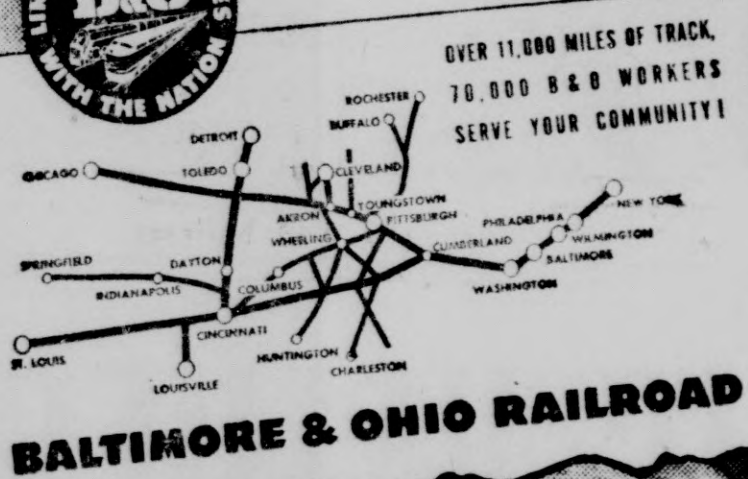 WITH THE NATION
OVER 11,000 MILES OF TRACK,
70,000 B & O WORKERS
SERVE YOUR COMMUNITY!
ROCHESTER
BUFFALO
DETROIT
CHICAGO
TOLEDO
CLEVELAND
AKRON
YOUNGSTOWN
PITTSBURGH
NEW YORK
PHILADELPHIA
WILMINGTON
BALTIMORE
WHEELING
CUMBERLAND
WASHINGTON
SPRINGFIELD
DAYTON
INDIANAPOLIS
COLUMBUS
CINCINNATI
ST. LOUIS
HUNTINGTON
CHARLESTON
LOUISVILLE
BALTIMORE & OHIO RAILROAD